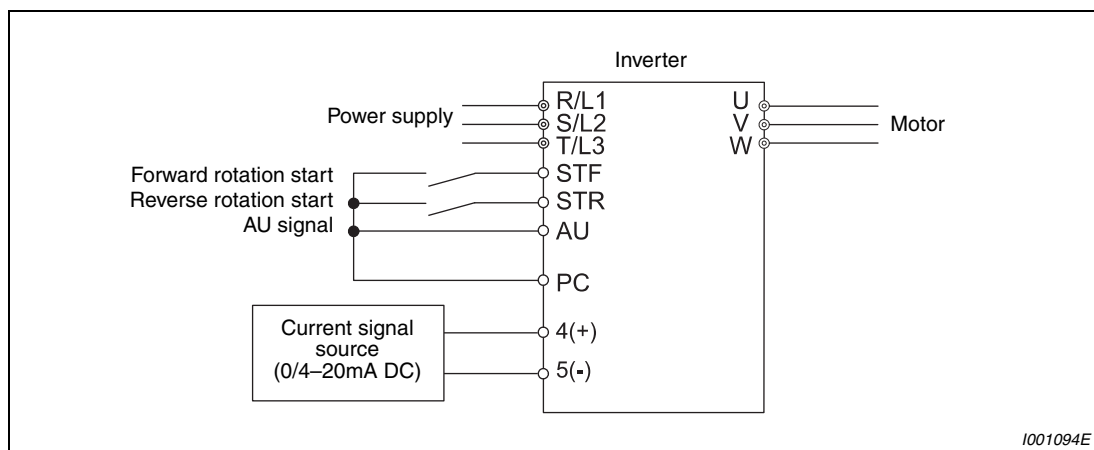 Inverter
Power supply
R/L1
S/L2
T/L3
U
V
W
Motor
Forward rotation start
STF
Reverse rotation start
STR
AU signal
AU
PC
Current signal
source
(0/4–20mA DC)
4(+)
5(-)
I001094E